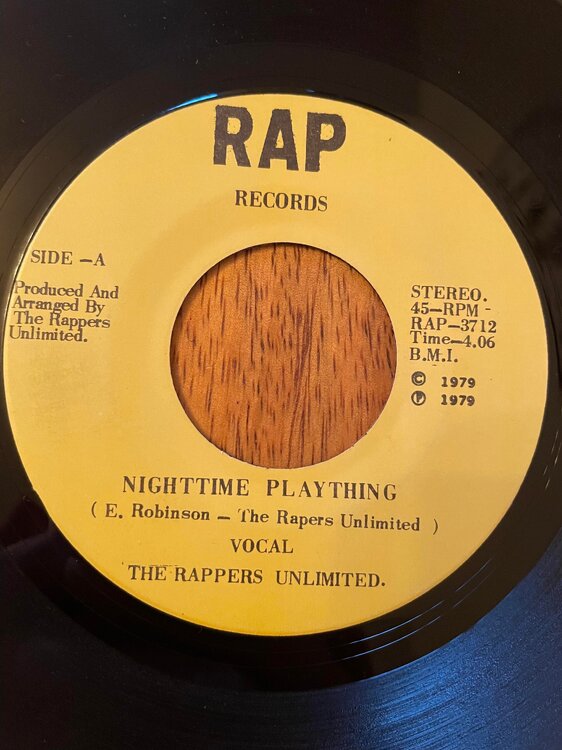 RAP
RECORDS
SIDE -A
Produced And
Arranged By
The Rappers
Unlimited.
STEREO.
45-RPM -
RAP-3712
Time-4.06
B.M.I.
© 1979
℗ 1979
NIGHTTIME PLAYTHING
( E. Robinson - The Rapers Unlimited )
VOCAL
THE RAPPERS UNLIMITED.